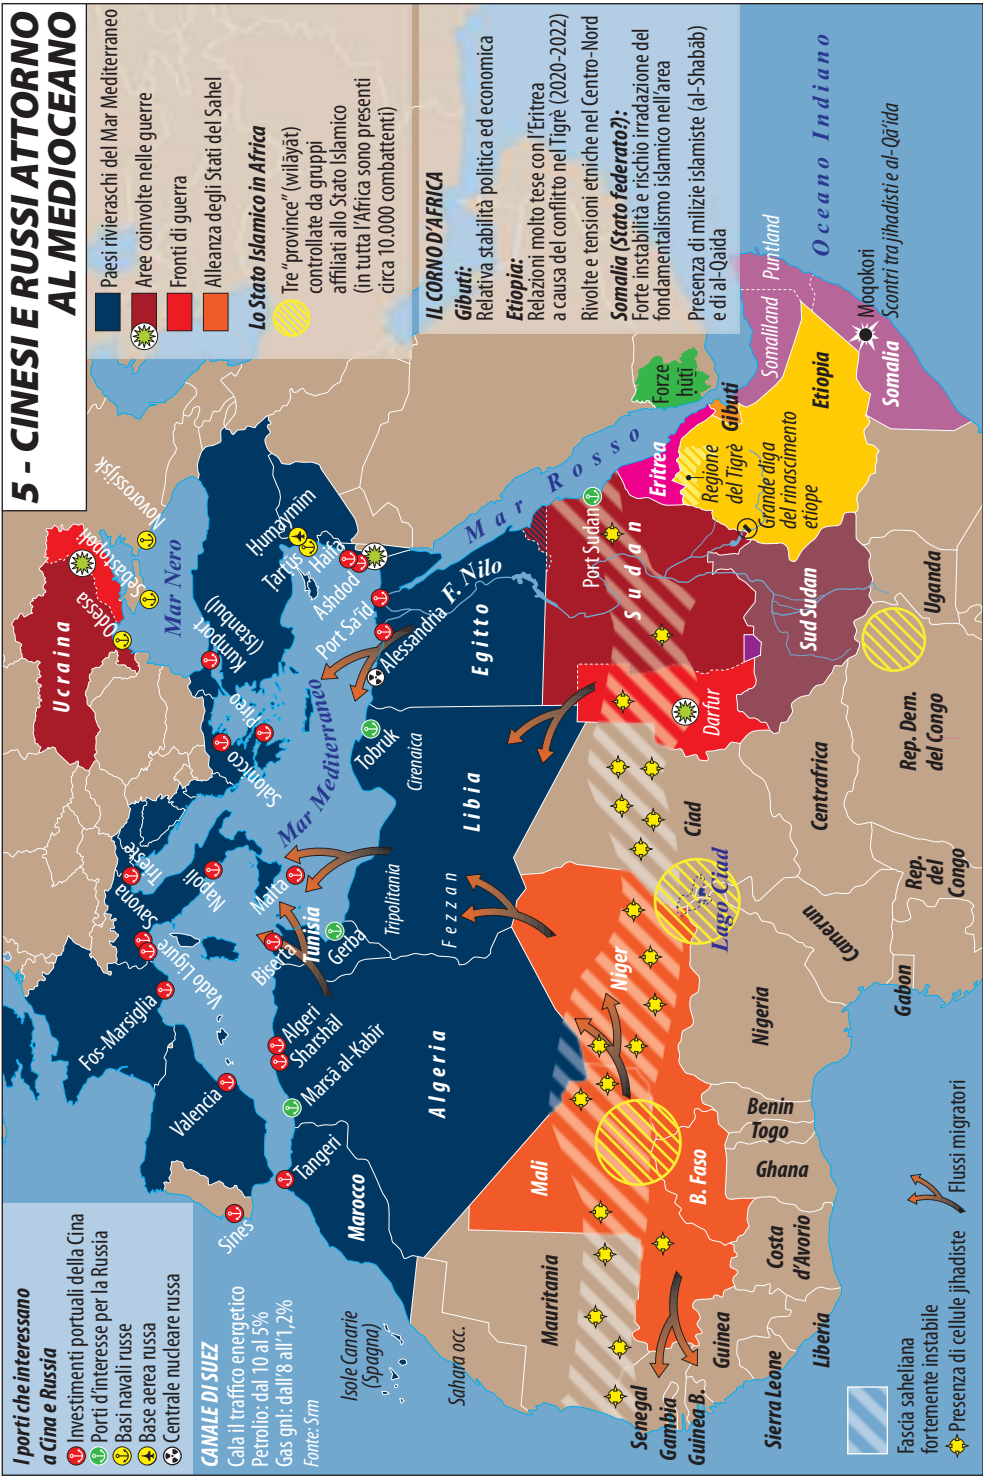 5 - CINESI E RUSSI ATTORNO
AL MEDIOCEANO
Paesi rivieraschi del Mar Mediterraneo
Aree coinvolte nelle guerre
Fronti di guerra
Alleanza degli Stati del Sahel
Lo Stato Islamico in Africa
Tre “province” (wilāyāt)
controllate da gruppi
affiliati allo Stato Islamico
(in tutta l’Africa sono presenti
circa 10.000 combattenti)
IL CORNO D’AFRICA
Gibuti:
Relativa stabilità politica ed economica
Etiopia:
Relazioni molto tese con l’Eritrea
a causa del conflitto nel Tigrè (2020-2022)
Rivolte e tensioni etniche nel Centro-Nord
Somalia (Stato federato?):
Forte instabilità e rischio irradazione del
fondamentalismo islamico nell’area
Presenza di milizie islamiste (al-Shabāb)
e di al-Qaida
I porti che interessano
a Cina e Russia
Investimenti portuali della Cina
Porti d’interesse per la Russia
Basi navali russe
Base aerea russa
Centrale nucleare russa
CANALE DI SUEZ
Cala il traffico energetico
Petrolio: dal 10 al 5%
Gas gnl: dall’8 all’1,2%
Fonte: Srm
Ucraina
Odessa
Sebastopoli
Novorossijsk
Mar Nero
Kumport
(Istanbul)
Salonicco
Pireo
Trieste
Savona
Vado Ligure
Napoli
Fos-Marsiglia
Valencia
Sines
Tangeri
Malta
Mar Mediterraneo
Ḥumaymīm
Tartūs
Haifa
Ashdod
Port Sa’īd
Alessandria
F. Nilo
Tobruk
Cirenaica
Tripolitania
Fezzan
Gerba
Tunisia
Biserta
Algeri
Sharshāl
Marsā al-Kabīr
Marocco
Algeria
Libia
Egitto
Mar Rosso
Isole Canarie
(Spagna)
Sahara occ.
Mauritania
Mali
Niger
Ciad
Lago Ciad
Darfur
Sudan
Port Sudan
Eritrea
Forze
ḥūṯī
Regione
del Tigrè
Gibuti
Grande diga
del rinascimento
etiope
Etiopia
Somaliland
Puntland
Somalia
Oceano Indiano
Moqokori
Scontri tra jihadisti e al-Qā‘ida
Sud Sudan
Uganda
Rep. Dem.
del Congo
Centrafrica
Rep.
del
Congo
Camerun
Gabon
Nigeria
Benin
Togo
Ghana
B. Faso
Costa
d’Avorio
Liberia
Sierra Leone
Guinea
Guinea B.
Gambia
Senegal
Fascia saheliana
fortemente instabile
Presenza di cellule jihadiste
Flussi migratori